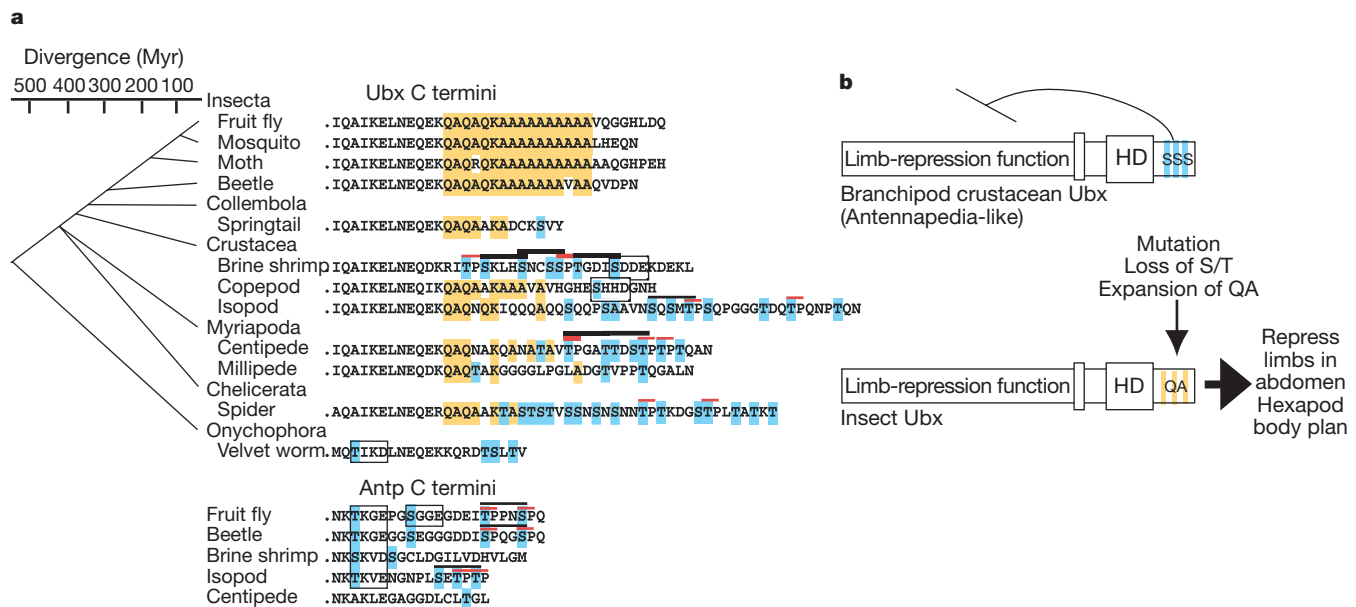 a
Divergence (Myr)
500 400 300 200 100
Ubx C termini
Insecta
Fruit fly .IQAIKELNEQEKQAQAQKAAAAAAAAAAVQGGHLDQ
Mosquito .IQAIKELNEQEKQAQAQKAAAAAAAAAALHEQN
Moth .IQAIKELNEQEKQAQRQKAAAAAAAAAAAAQGHPEH
Beetle .IQAIKELNEQEKQAQAQKAAAAAAAVAAQVDPN
Collembola
Springtail .IQAIKELNEQEKQAQAAKADCKSVY
Crustacea
Brine shrimp .IQAIKELNEQDKRITPSKLHSNCSSPTGDISDDEKDEKL
Copepod .IQAIKELNEQIKQAQAAKAAAVAVHGHESHHDGNH
Isopod .IQAIKELNEQEKQAQNQKIQQQAQQSQQPSAAVNSQSMTPSQPGGGTDQTPQNPTQN
Myriapoda
Centipede .IQAIKELNEQEKQAQNAKQANATAVTPGATTDSTPTPTQAN
Millipede .IQAIKELNEQDKQAQTAKGGGGLPGLADGTVPPTQGALN
Chelicerata
Spider .AQAIKELNEQERQAQAAKTASTSTVSSNSNSNNTPTKDGSTPLTATKT
Onychophora
Velvet worm .MQTIKDLNEQEKKQRDTSLTV
Antp C termini
Fruit fly .NKTKGEPGSGGEGDEITPPNSPQ
Beetle .NKTKGEGGSEGGGDDISPQGSPQ
Brine shrimp .NKSKVDSGCLDGILVDHVLGM
Isopod .NKTKVENGNPLSETPTP
Centipede .NKAKLEGAGGDLCLTGL
b
Limb-repression function HD SSS
Branchipod crustacean Ubx
(Antennapedia-like)
Mutation
Loss of S/T
Expansion of QA
Limb-repression function HD QA
Insect Ubx
Repress
limbs in
abdomen
Hexapod
body plan